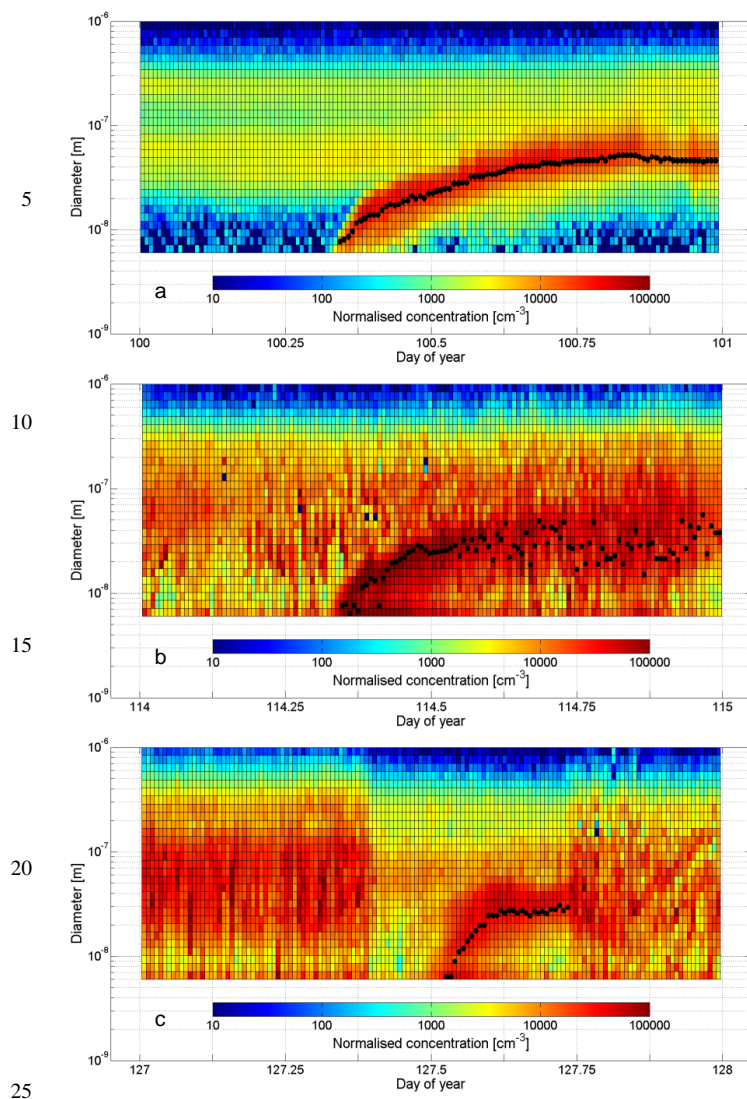 10⁻⁶
10⁻⁷
10⁻⁸
10⁻⁹
Diameter [m]
5
a
10 100 1000 10000 100000
Normalised concentration [cm⁻³]
100 100.25 100.5 100.75 101
Day of year
10⁻⁶
10
10⁻⁷
10⁻⁸
10⁻⁹
Diameter [m]
15
b
10 100 1000 10000 100000
Normalised concentration [cm⁻³]
114 114.25 114.5 114.75 115
Day of year
10⁻⁶
10⁻⁷
20
10⁻⁸
10⁻⁹
Diameter [m]
c
10 100 1000 10000 100000
Normalised concentration [cm⁻³]
127 127.25 127.5 127.75 128
Day of year
25